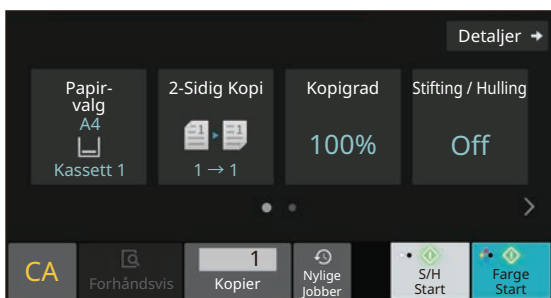 Detaljer
Papir-
valg
A4
Kassett 1
2-Sidig Kopi
1 → 1
Kopigrad
100%
Stifting / Hulling
Off
CA
Forhåndsvis
1
Kopier
Nylige
Jobber
S/H
Start
Farge
Start